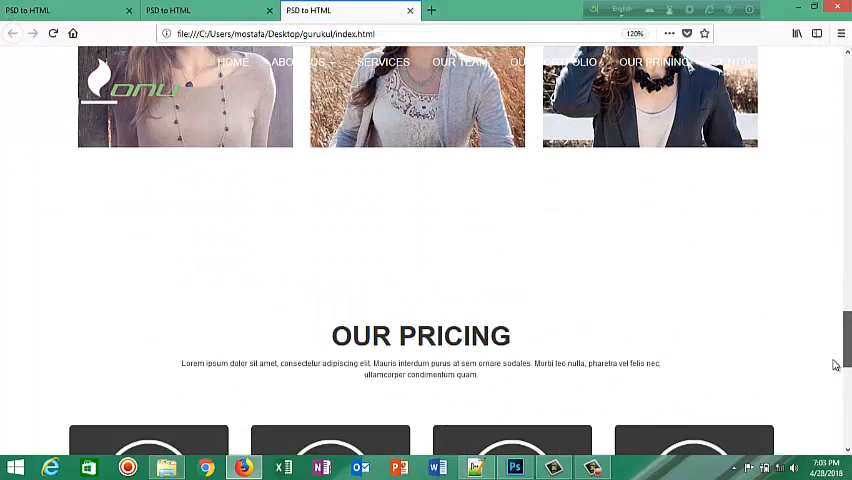 PSD to HTML
PSD to HTML
PSD to HTML
English
file:///C:/Users/mostafa/Desktop/gurukul/index.html
120%
HOME
SERVICES
OUR TEAM
OUR PRINING
onu
OUR PRICING
Lorem ipsum dolor sit amet, consectetur adipiscing elit. Mauris interdum purus at sem ornare sodales. Morbi leo nulla, pharetra vel felis nec,
ullamcorper condimentum quam.
7:03 PM
4/28/2018